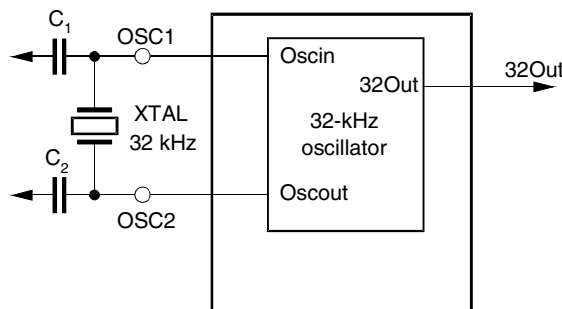 C1
OSC1
Oscin
32Out
32Out
XTAL
32 kHz
32-kHz
oscillator
C2
Oscout
OSC2